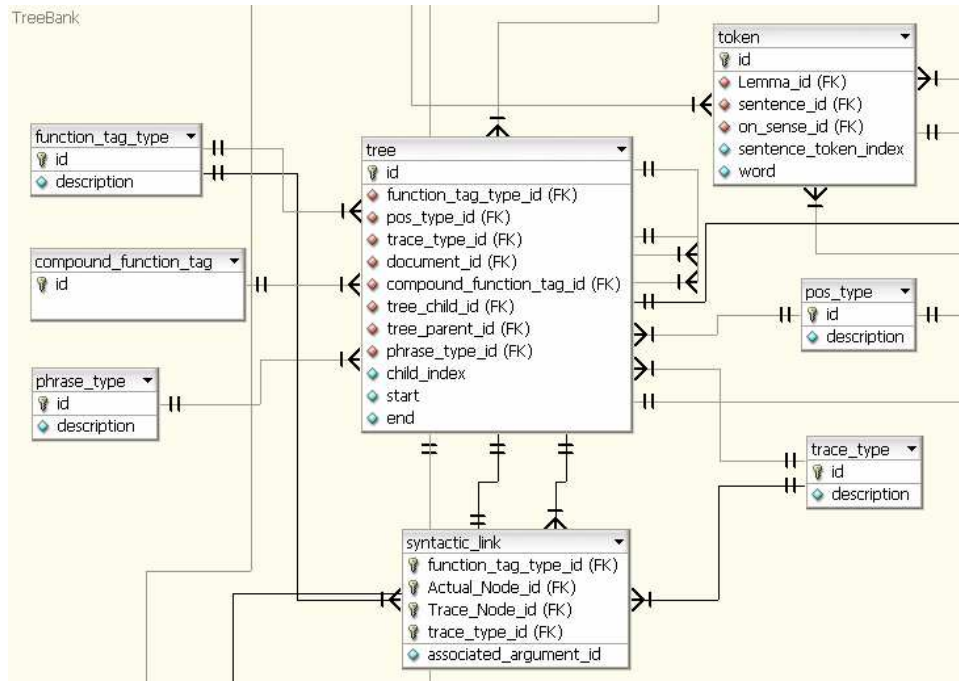 TreeBank
function_tag_type
id
description
compound_function_tag
id
phrase_type
id
description
tree
id
function_tag_type_id (FK)
pos_type_id (FK)
trace_type_id (FK)
document_id (FK)
compound_function_tag_id (FK)
tree_child_id (FK)
tree_parent_id (FK)
phrase_type_id (FK)
child_index
start
end
token
id
Lemma_id (FK)
sentence_id (FK)
on_sense_id (FK)
sentence_token_index
word
pos_type
id
description
trace_type
id
description
syntactic_link
function_tag_type_id (FK)
Actual_Node_id (FK)
Trace_Node_id (FK)
trace_type_id (FK)
associated_argument_id